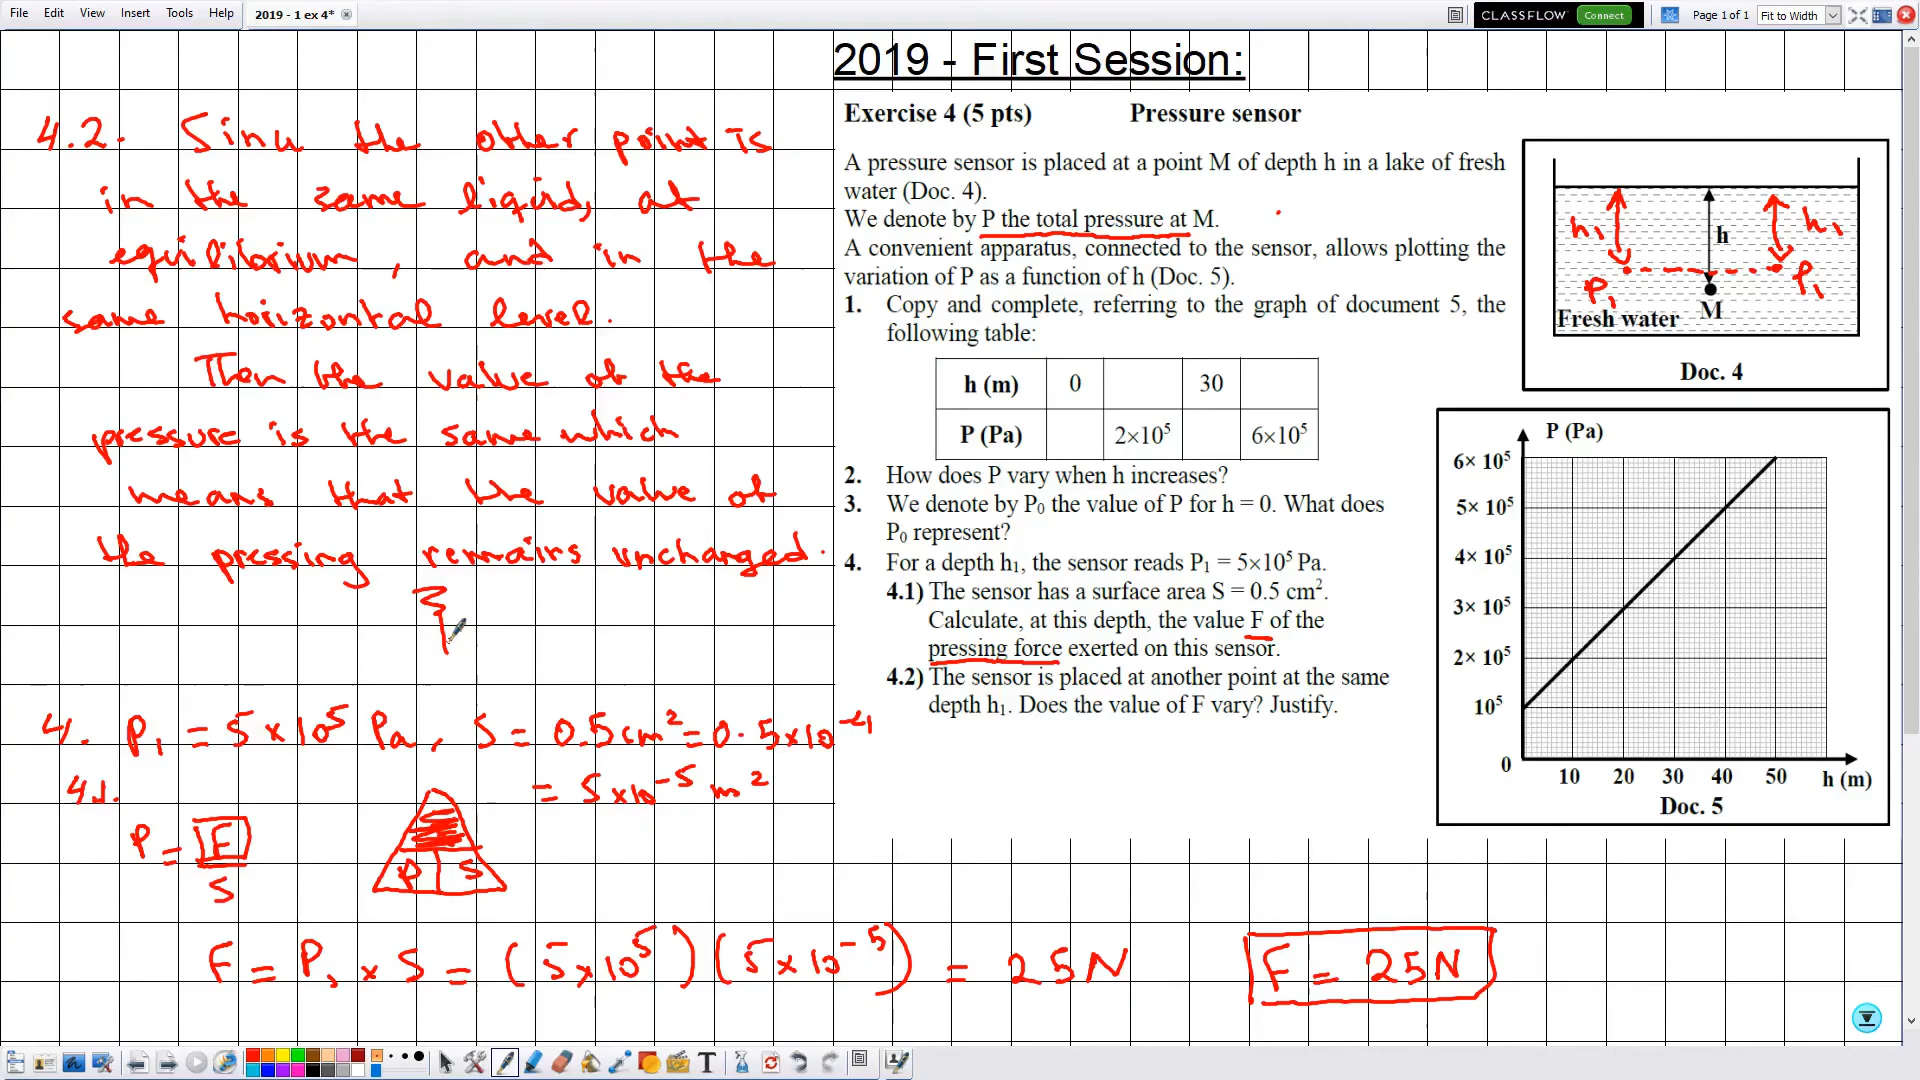 File Edit View Insert Tools Help 2019 - 1 ex 4*
CLASSFLOW Connect Page 1 of 1 Fit to Width
2019 - First Session:
4.2. Sinu the other point is
in the same liquid, at
equilibrium, and in the
same horizontal level.
Then the value of the
pressure is the same which
means that the value of
the pressing remains unchanged.
4. P1 = 5×10⁵ Pa, S = 0.5cm² = 0.5×10⁻⁴
= 5×10⁻⁵ m²
4.1.
P = F
S
P S
F = P1 × S = (5×10⁵)(5×10⁻⁵) = 25N
F = 25N
Exercise 4 (5 pts) Pressure sensor
A pressure sensor is placed at a point M of depth h in a lake of fresh
water (Doc. 4).
We denote by P the total pressure at M.
A convenient apparatus, connected to the sensor, allows plotting the
variation of P as a function of h (Doc. 5).
1. Copy and complete, referring to the graph of document 5, the
following table:
h (m) 0 30
P (Pa) 2×10⁵ 6×10⁵
2. How does P vary when h increases?
3. We denote by P₀ the value of P for h = 0. What does
P₀ represent?
4. For a depth h₁, the sensor reads P₁ = 5×10⁵ Pa.
4.1) The sensor has a surface area S = 0.5 cm².
Calculate, at this depth, the value F of the
pressing force exerted on this sensor.
4.2) The sensor is placed at another point at the same
depth h₁. Does the value of F vary? Justify.
h₁ h h₁
P₁ P₁
Fresh water M
Doc. 4
P (Pa)
6× 10⁵
5× 10⁵
4× 10⁵
3× 10⁵
2× 10⁵
10⁵
0 10 20 30 40 50 h (m)
Doc. 5
T